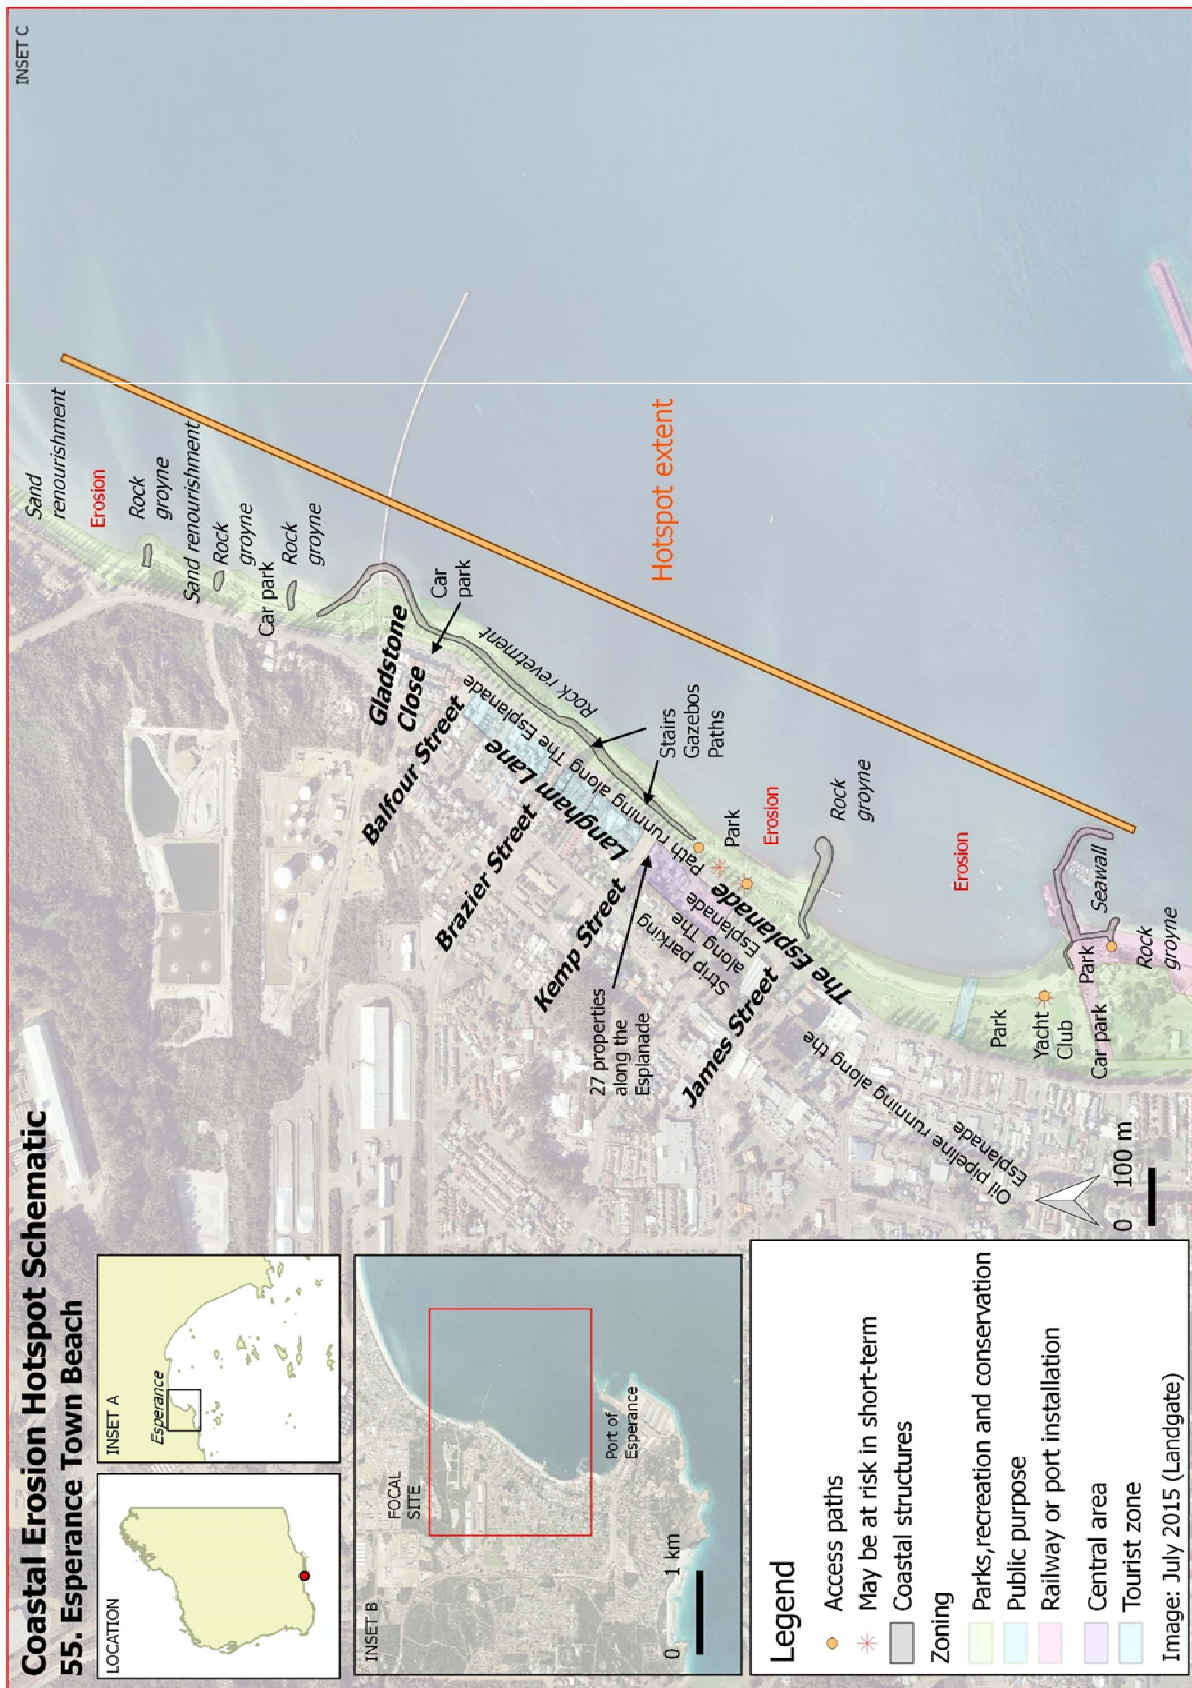 Coastal Erosion Hotspot Schematic
55. Esperance Town Beach
LOCATION
INSET A
Esperance
INSET B
FOCAL
SITE
Port of
Esperance
0 1 km
Legend
Access paths
May be at risk in short-term
Coastal structures
Zoning
Parks,recreation and conservation
Public purpose
Railway or port installation
Central area
Tourist zone
Image: July 2015 (Landgate)
INSET C
Sand
renourishment
Erosion
Rock
groyne
Sand renourishment
Rock
groyne
Car park
Rock
groyne
Gladstone
Close
Car
park
Balfour Street
Rock revetment
Langham Lane
Path running along The Esplanade
Brazier Street
Kemp Street
Stairs
Gazebos
Paths
Hotspot extent
27 properties
along the
Esplanade
Strip parking
along The
Esplanade
The Esplanade
Park
Erosion
James Street
Rock
groyne
Oil pipeline running along the
Esplanade
Erosion
Park
Yacht
Club
Car park
Park
Seawall
Rock
groyne
0 100 m